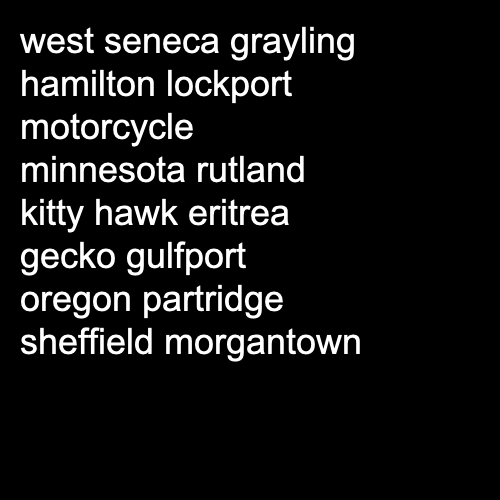 west seneca grayling
hamilton lockport
motorcycle
minnesota rutland
kitty hawk eritrea
gecko gulfport
oregon partridge
sheffield morgantown